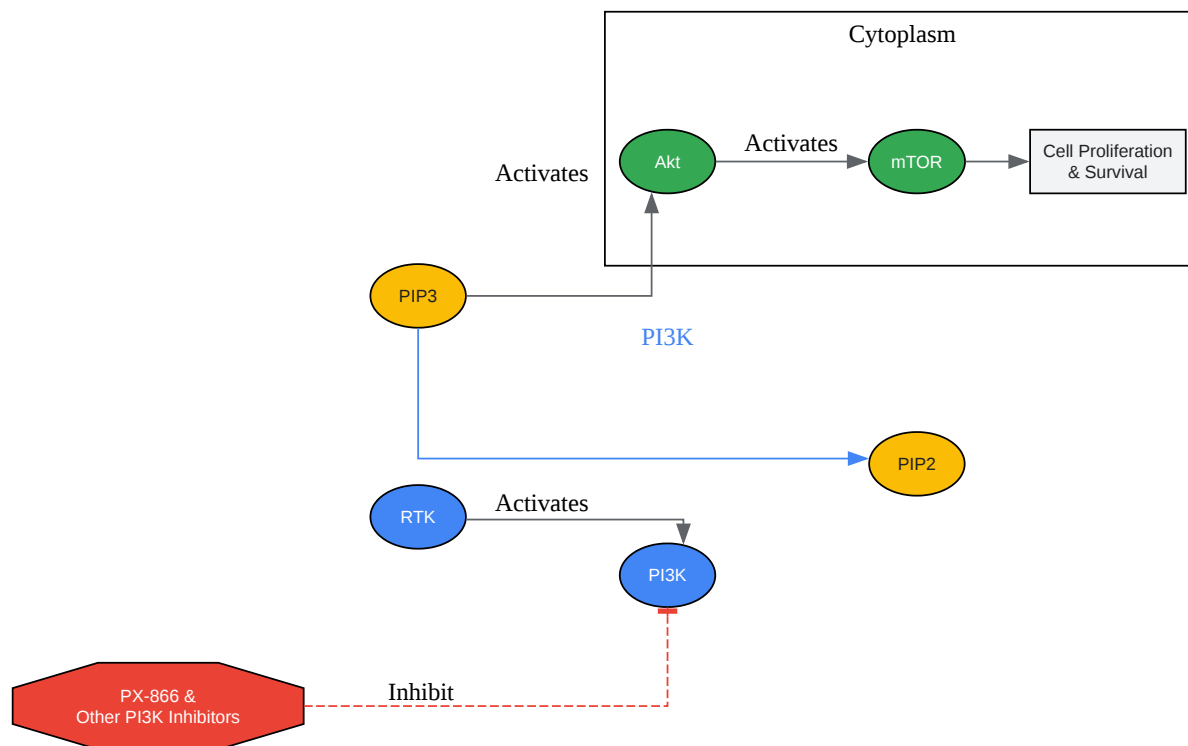 Cytoplasm
Activates
Akt
Activates
mTOR
Cell Proliferation
& Survival
PIP3
PI3K
PIP2
RTK
Activates
PI3K
PX-866 &
Other PI3K Inhibitors
Inhibit